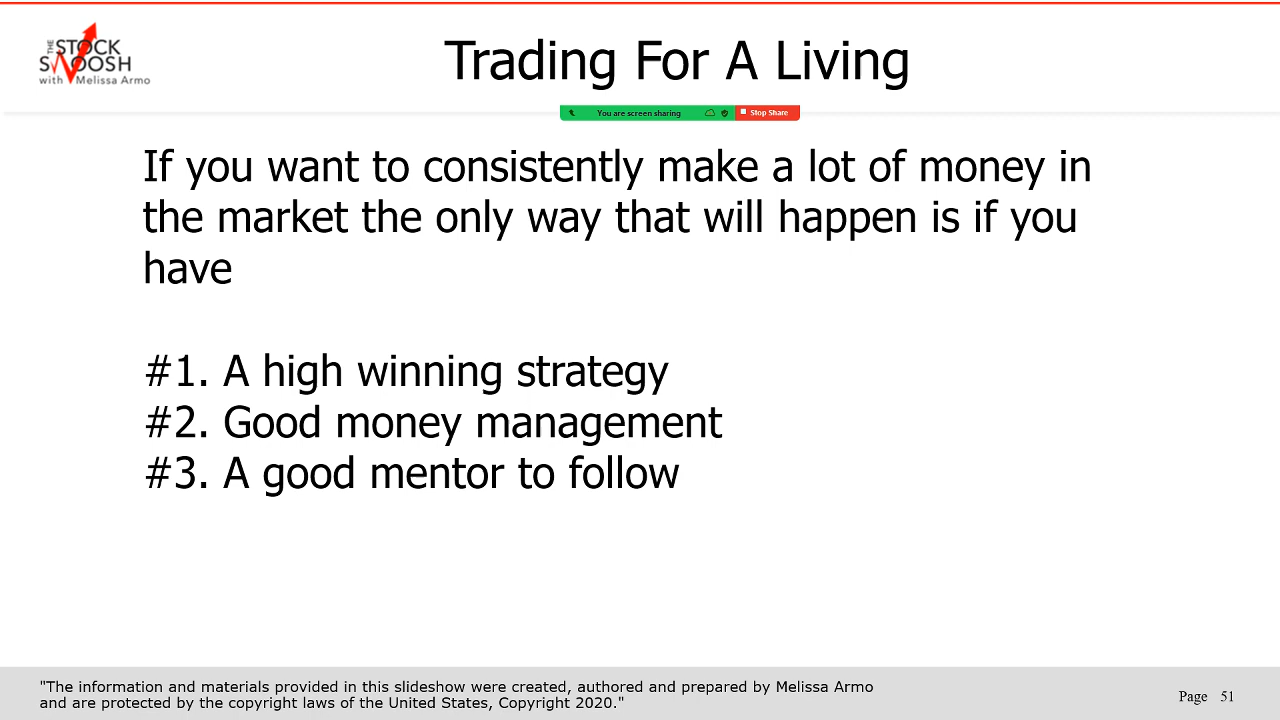 THE STOCK
SWOOSH
with Melissa Armo
Trading For A Living
You are screen sharing Stop Share
If you want to consistently make a lot of money in
the market the only way that will happen is if you
have
#1. A high winning strategy
#2. Good money management
#3. A good mentor to follow
"The information and materials provided in this slideshow were created, authored and prepared by Melissa Armo
and are protected by the copyright laws of the United States, Copyright 2020."
Page 51